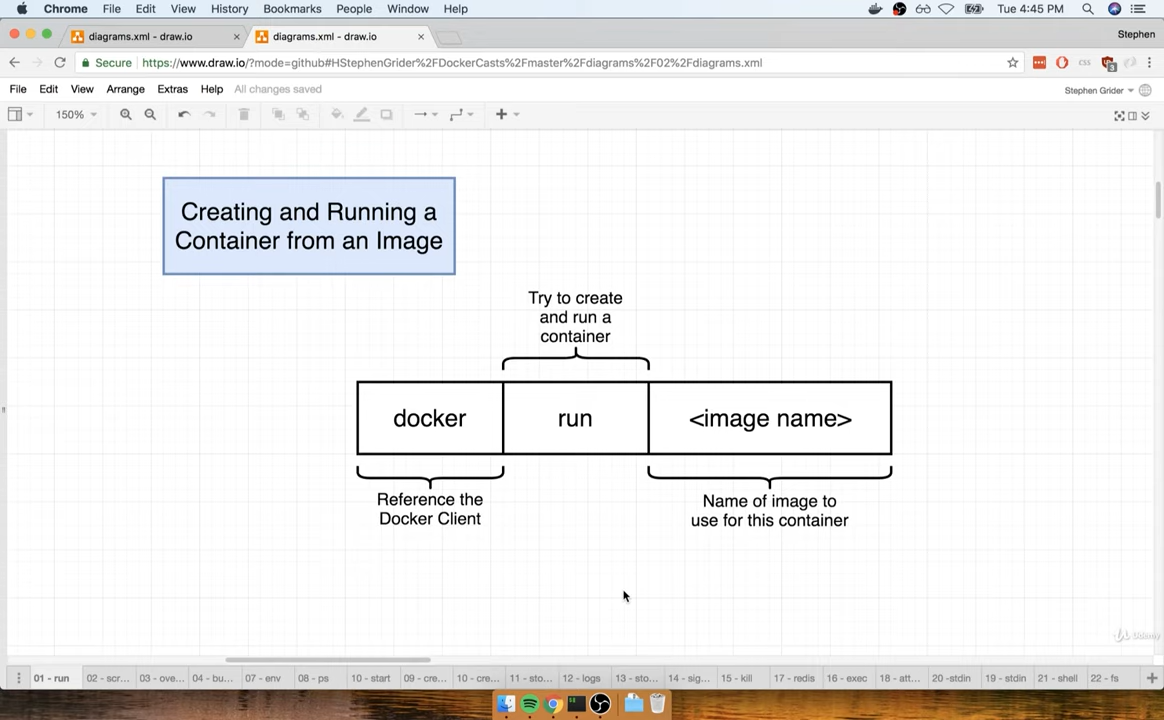 Chrome File Edit View History Bookmarks People Window Help Tue 4:45 PM
diagrams.xml - draw.io diagrams.xml - draw.io Stephen
Secure https://www.draw.io/?mode=github#HStephenGrider%2FDockerCasts%2Fmaster%2Fdiagrams%2F02%2Fdiagrams.xml CSS 3
File Edit View Arrange Extras Help All changes saved Stephen Grider
150%
Creating and Running a
Container from an Image
Try to create
and run a
container
docker run <image name>
Reference the
Docker Client
Name of image to
use for this container
Udemy
01 - run 02 - scr... 03 - ove... 04 - bu... 07 - env 08 - ps 10 - start 09 - cre... 10 - cre... 11 - sto... 12 - logs 13 - sto... 14 - sig... 15 - kill 17 - redis 16 - exec 18 - att... 20 -stdin 19 - stdin 21 - shell 22 - fs